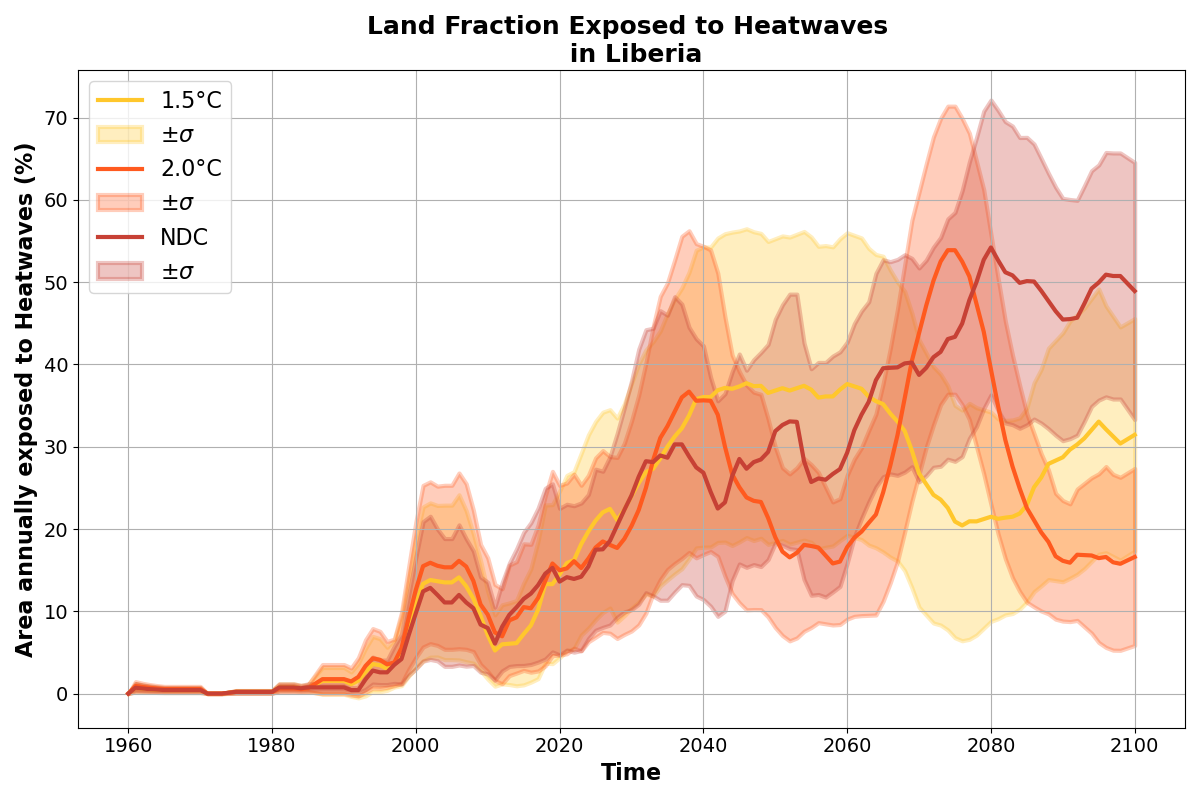 Land Fraction Exposed to Heatwaves
in Liberia
1.5°C
±σ
2.0°C
±σ
NDC
±σ
Area annually exposed to Heatwaves (%)
70
60
50
40
30
20
10
0
1960 1980 2000 2020 2040 2060 2080 2100
Time